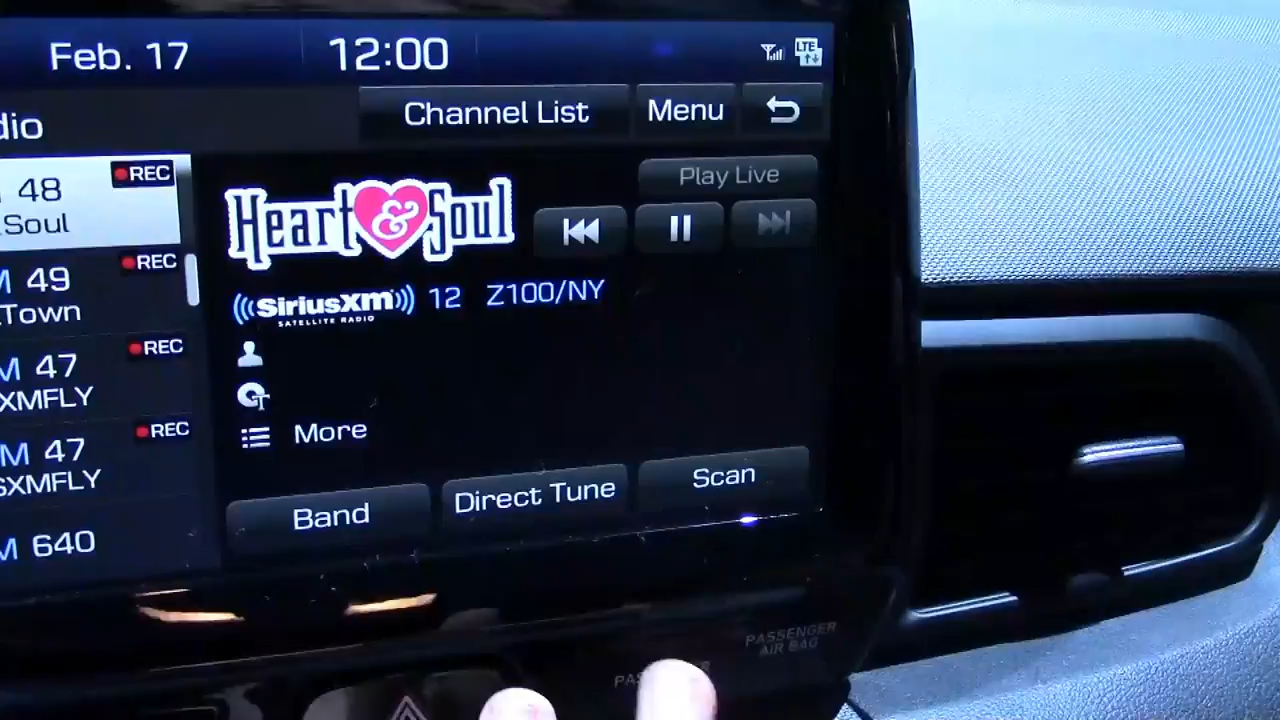 Feb. 17
12:00
LTE
dio
Channel List
Menu
48
REC
.Soul
Heart & Soul
Play Live
M 49
REC
.Town
((SiriusXM))
SATELLITE RADIO
12 Z100/NY
M 47
REC
XMFLY
More
M 47
REC
SXMFLY
M 640
Band
Direct Tune
Scan
PASSENGER
AIR BAG